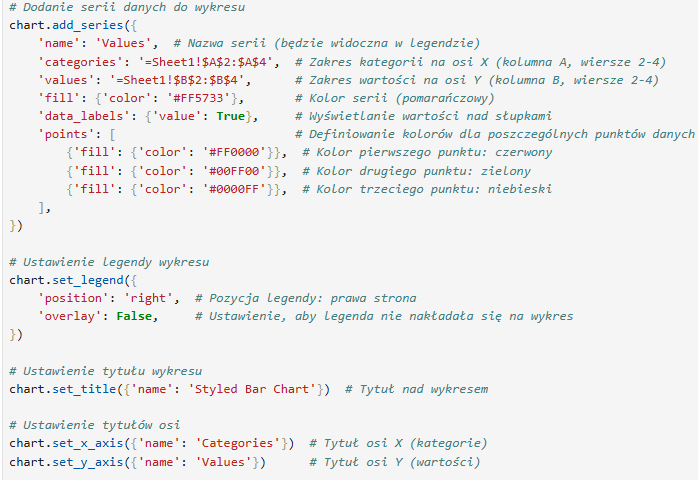 # Dodanie serii danych do wykresu
chart.add_series({
    'name': 'Values',  # Nazwa serii (będzie widoczna w legendzie)
    'categories': '=Sheet1!$A$2:$A$4',  # Zakres kategorii na osi X (kolumna A, wiersze 2-4)
    'values': '=Sheet1!$B$2:$B$4',      # Zakres wartości na osi Y (kolumna B, wiersze 2-4)
    'fill': {'color': '#FF5733'},       # Kolor serii (pomarańczowy)
    'data_labels': {'value': True},     # Wyświetlanie wartości nad słupkami
    'points': [                         # Definiowanie kolorów dla poszczególnych punktów danych
        {'fill': {'color': '#FF0000'}},  # Kolor pierwszego punktu: czerwony
        {'fill': {'color': '#00FF00'}},  # Kolor drugiego punktu: zielony
        {'fill': {'color': '#0000FF'}},  # Kolor trzeciego punktu: niebieski
    ],
})
# Ustawienie legendy wykresu
chart.set_legend({
    'position': 'right',  # Pozycja legendy: prawa strona
    'overlay': False,     # Ustawienie, aby legenda nie nakładała się na wykres
})
# Ustawienie tytułu wykresu
chart.set_title({'name': 'Styled Bar Chart'})  # Tytuł nad wykresem
# Ustawienie tytułów osi
chart.set_x_axis({'name': 'Categories'})  # Tytuł osi X (kategorie)
chart.set_y_axis({'name': 'Values'})      # Tytuł osi Y (wartości)